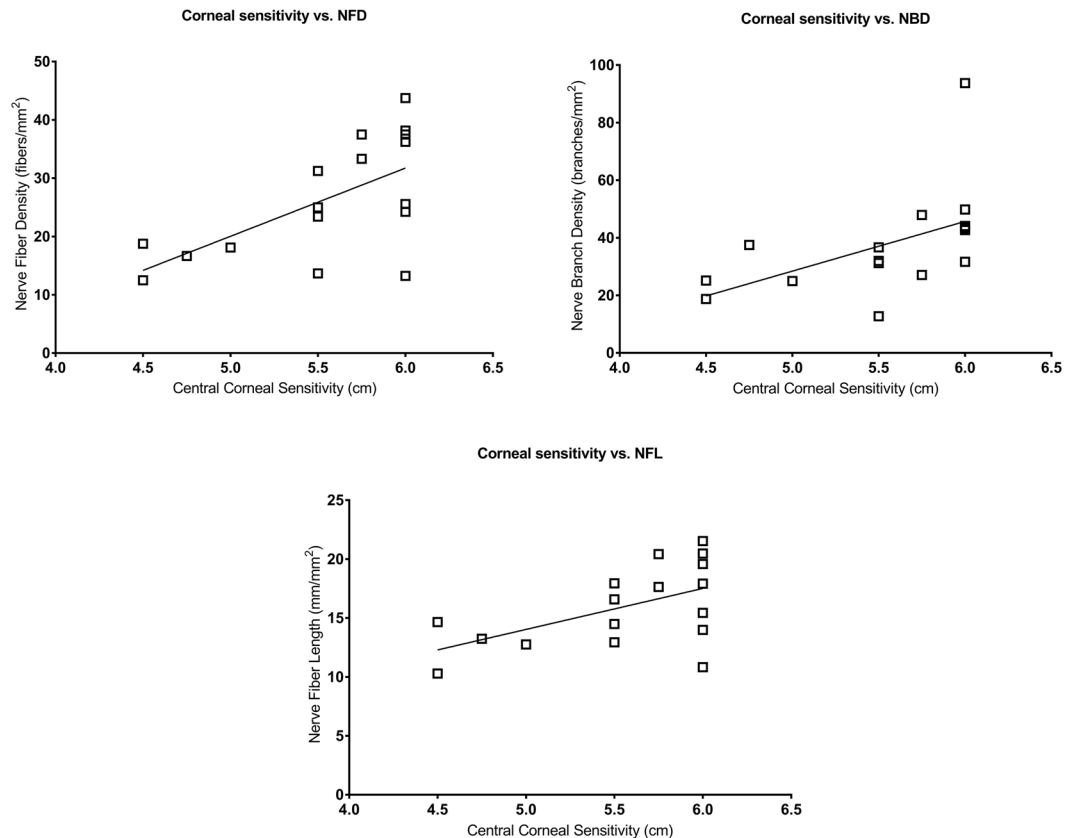 Corneal sensitivity vs. NFD
Nerve Fiber Density (fibers/mm²)
50
40
30
20
10
0
4.0 4.5 5.0 5.5 6.0 6.5
Central Corneal Sensitivity (cm)
Corneal sensitivity vs. NBD
Nerve Branch Density (branches/mm²)
100
80
60
40
20
0
4.0 4.5 5.0 5.5 6.0 6.5
Central Corneal Sensitivity (cm)
Corneal sensitivity vs. NFL
Nerve Fiber Length (mm/mm²)
25
20
15
10
5
0
4.0 4.5 5.0 5.5 6.0 6.5
Central Corneal Sensitivity (cm)